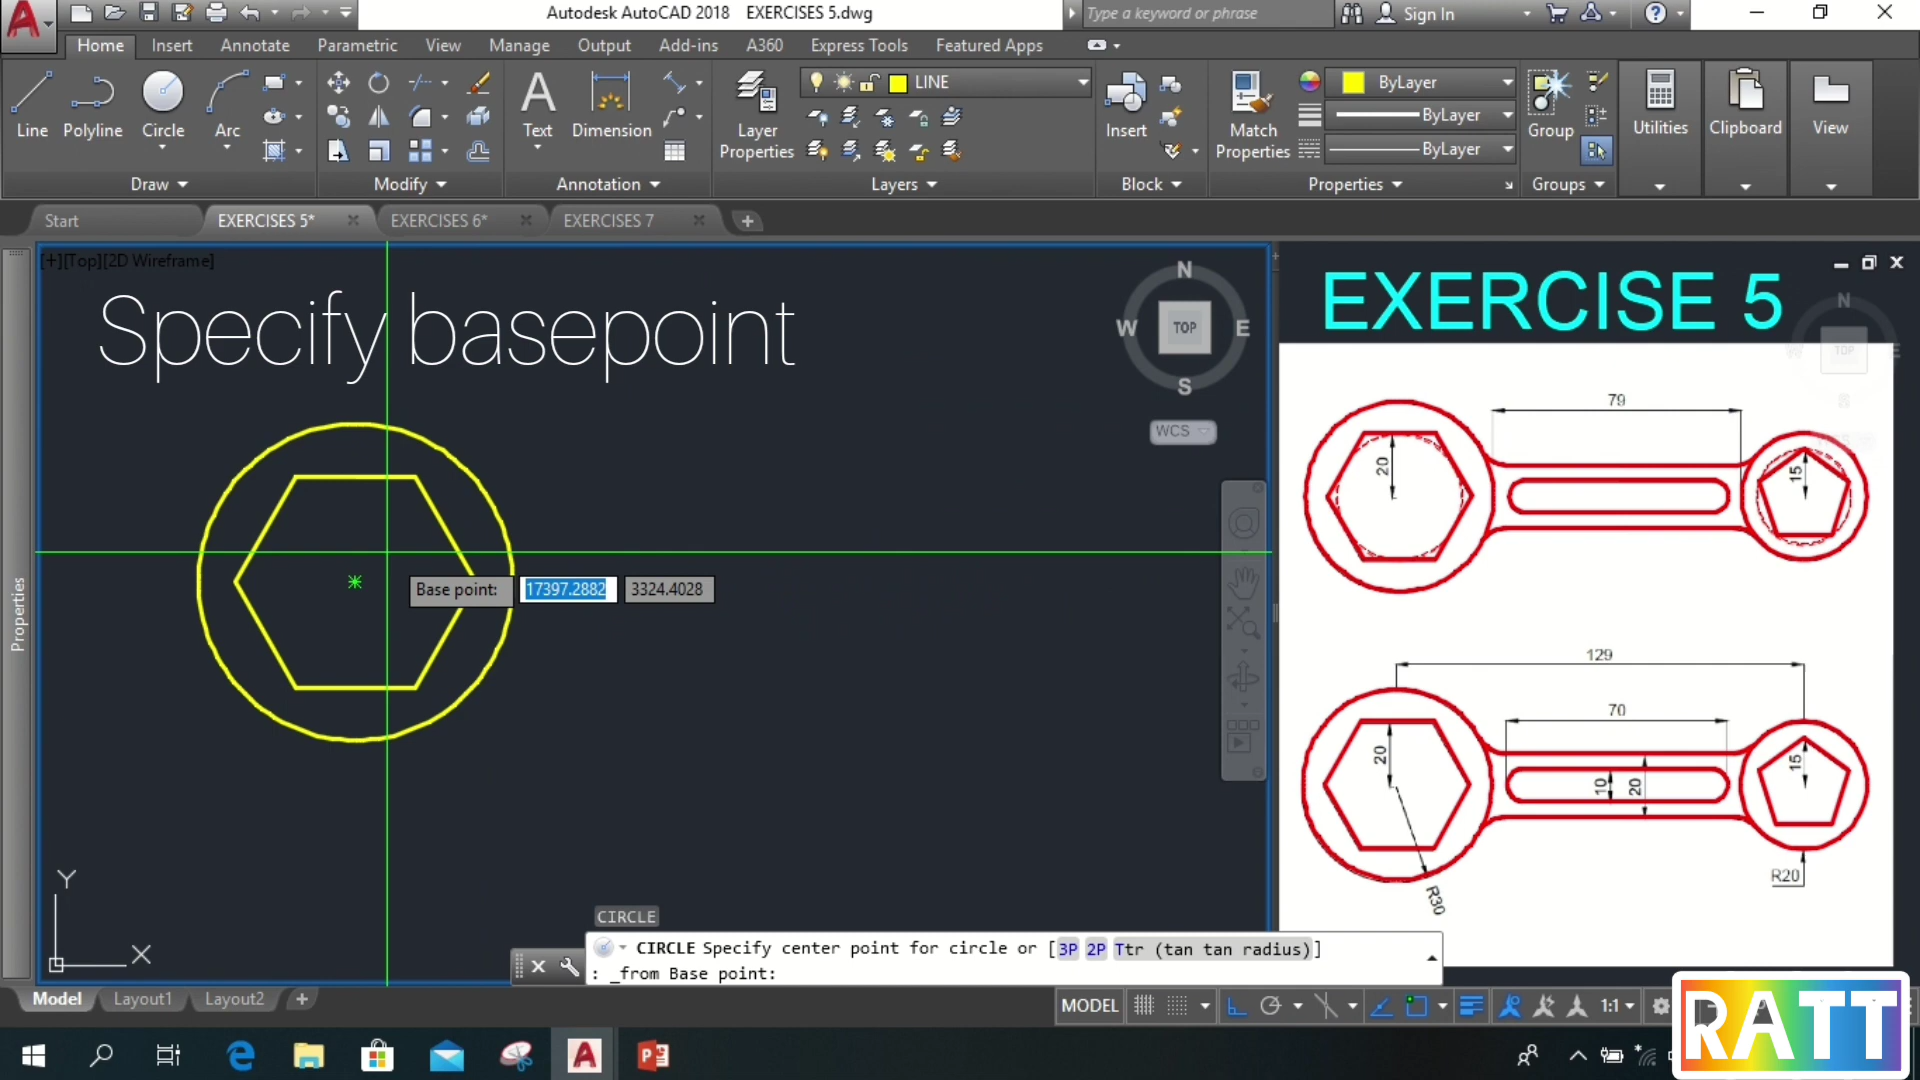 Autodesk AutoCAD 2018 EXERCISES 5.dwg
Type a keyword or phrase
Sign In
Home Insert Annotate Parametric View Manage Output Add-ins A360 Express Tools Featured Apps
LINE
ByLayer
ByLayer
ByLayer
Line Polyline Circle Arc
Text Dimension
Layer Properties
Insert
Match Properties
Group
Utilities Clipboard View
Draw Modify Annotation Layers Block Properties Groups
Start EXERCISES 5* EXERCISES 6* EXERCISES 7
[+][Top][2D Wireframe]
Specify basepoint
N
W TOP E
S
WCS
Properties
Base point: 17397.2882 3324.4028
Y
X
EXERCISE 5
N
W TOP E
S
79
20
15
129
70
20
10
20
15
R30
R20
CIRCLE
CIRCLE Specify center point for circle or [3P 2P Ttr (tan tan radius)]
: _from Base point:
Model Layout1 Layout2
MODEL
1:1
RATT